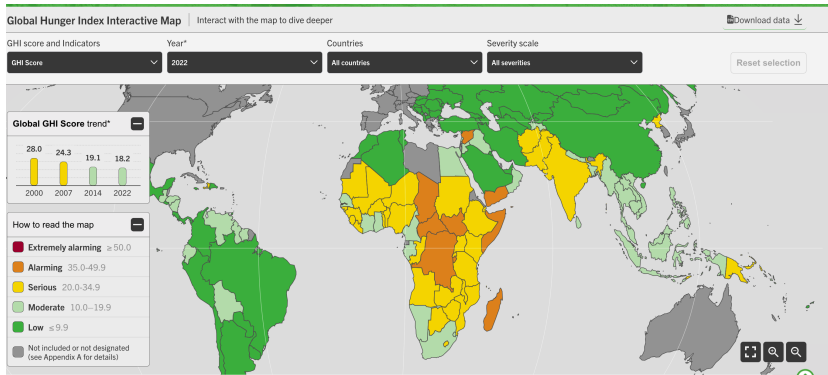 Global Hunger Index Interactive Map
Interact with the map to dive deeper
Download data
GHI score and Indicators
Year*
Countries
Severity scale
GHI Score
2022
All countries
All severities
Reset selection
Global GHI Score trend*
28.0
24.3
19.1
18.2
2000
2007
2014
2022
How to read the map
Extremely alarming ≥50.0
Alarming 35.0-49.9
Serious 20.0-34.9
Moderate 10.0–19.9
Low ≤9.9
Not included or not designated
(see Appendix A for details)